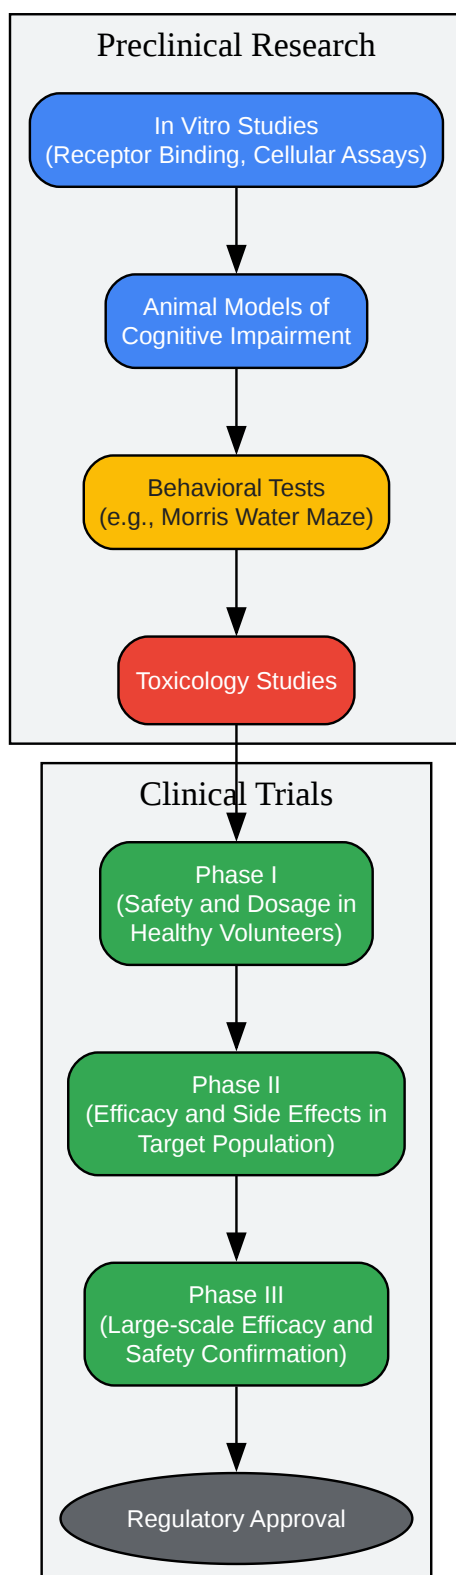 Preclinical Research
In Vitro Studies
(Receptor Binding, Cellular Assays)
Animal Models of
Cognitive Impairment
Behavioral Tests
(e.g., Morris Water Maze)
Toxicology Studies
Clinical Trials
Phase I
(Safety and Dosage in
Healthy Volunteers)
Phase II
(Efficacy and Side Effects in
Target Population)
Phase III
(Large-scale Efficacy and
Safety Confirmation)
Regulatory Approval